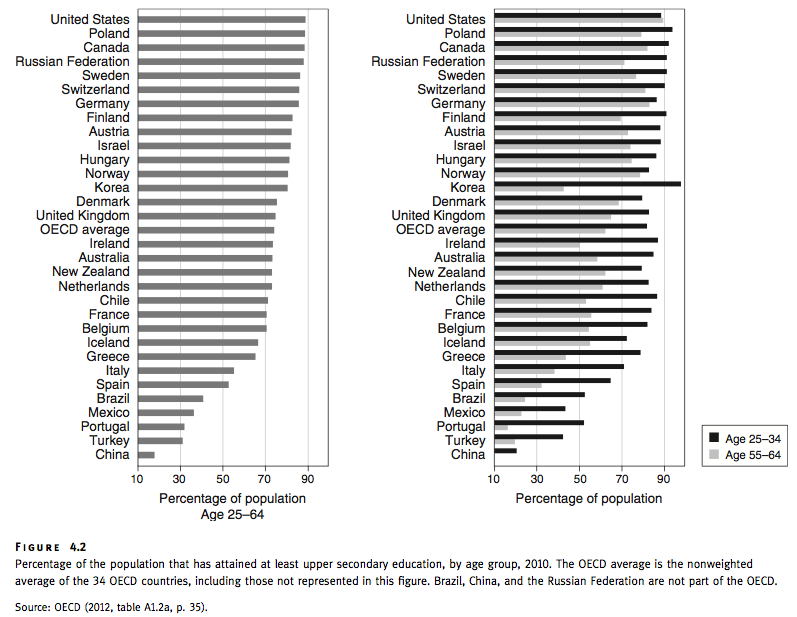 United States
Poland
Canada
Russian Federation
Sweden
Switzerland
Germany
Finland
Austria
Israel
Hungary
Norway
Korea
Denmark
United Kingdom
OECD average
Ireland
Australia
New Zealand
Netherlands
Chile
France
Belgium
Iceland
Greece
Italy
Spain
Brazil
Mexico
Portugal
Turkey
China
10 30 50 70 90
Percentage of population
Age 25–64
United States
Poland
Canada
Russian Federation
Sweden
Switzerland
Germany
Finland
Austria
Israel
Hungary
Norway
Korea
Denmark
United Kingdom
OECD average
Ireland
Australia
New Zealand
Netherlands
Chile
France
Belgium
Iceland
Greece
Italy
Spain
Brazil
Mexico
Portugal
Turkey
China
10 30 50 70 90
Percentage of population
Age 25–34
Age 55–64
FIGURE 4.2
Percentage of the population that has attained at least upper secondary education, by age group, 2010. The OECD average is the nonweighted
average of the 34 OECD countries, including those not represented in this figure. Brazil, China, and the Russian Federation are not part of the OECD.
Source: OECD (2012, table A1.2a, p. 35).